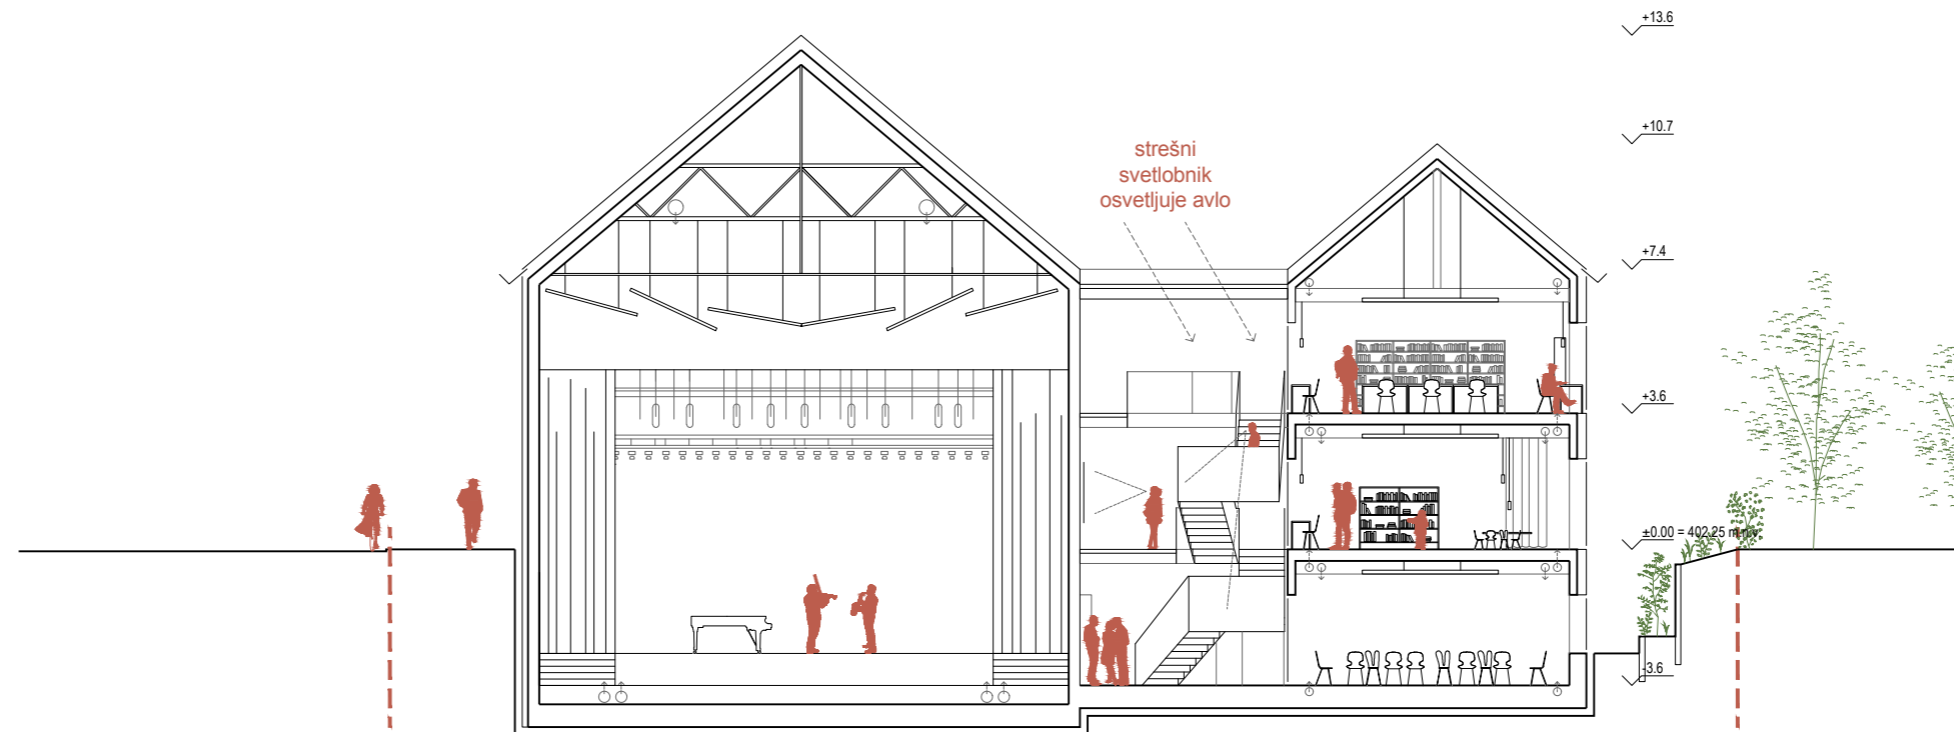 +13.6
+10.7
strešni
svetlobnik
osvetljuje avlo
+7.4
+3.6
±0.00 = 402.25 m.n.v.
-3.6